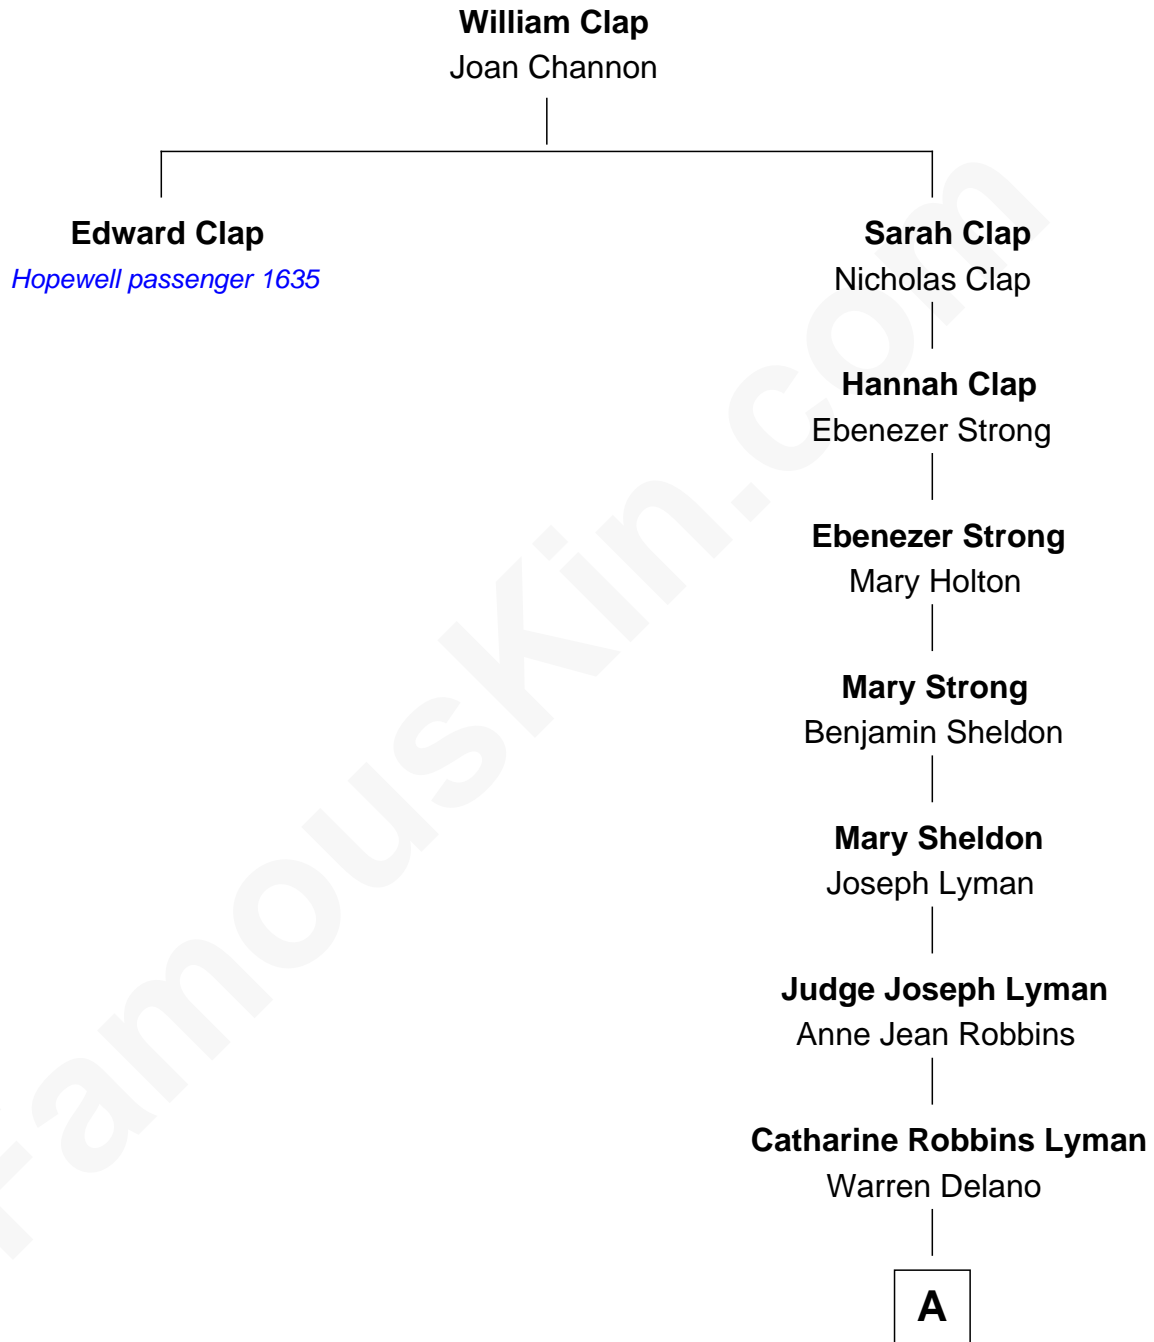 William Clap
Joan Channon
Edward Clap
Hopewell passenger 1635
Sarah Clap
Nicholas Clap
Hannah Clap
Ebenezer Strong
Ebenezer Strong
Mary Holton
Mary Strong
Benjamin Sheldon
Mary Sheldon
Joseph Lyman
Judge Joseph Lyman
Anne Jean Robbins
Catharine Robbins Lyman
Warren Delano
A
FamousKin.com